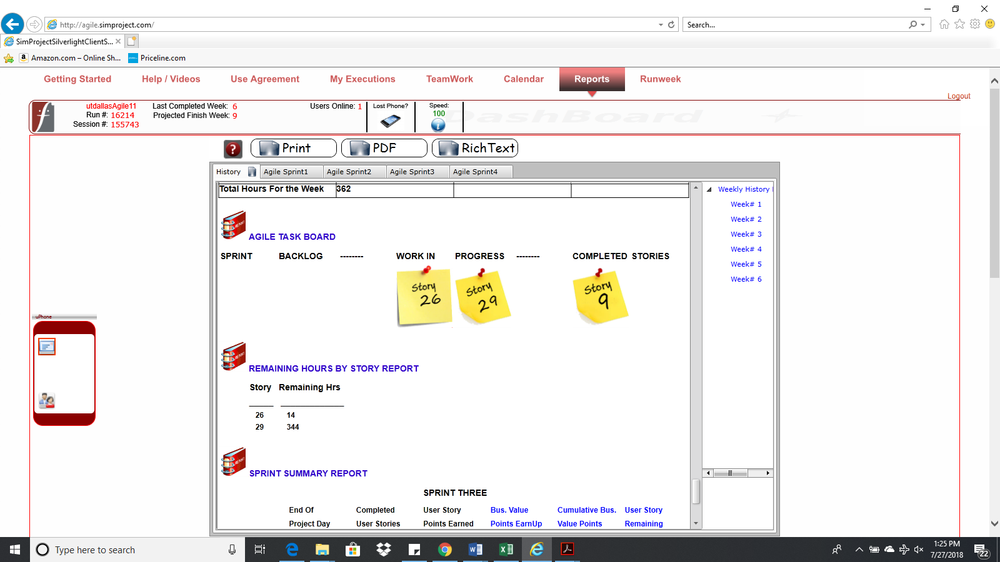 http://agile.simproject.com/
Search...
SimProjectSilverlightClientS...
Amazon.com – Online Sh...
Priceline.com
Getting Started
Help / Videos
Use Agreement
My Executions
TeamWork
Calendar
Reports
Runweek
Logout
utdallasAgile11
Run #: 16214
Session #: 155743
Last Completed Week: 6
Projected Finish Week: 9
Users Online: 1
Lost Phone?
Speed:
100
DashBoard
Print
PDF
RichText
History
Agile Sprint1
Agile Sprint2
Agile Sprint3
Agile Sprint4
Total Hours For the Week 362
AGILE TASK BOARD
SPRINT BACKLOG -------- WORK IN PROGRESS -------- COMPLETED STORIES
Story 26
Story 29
Story 9
REMAINING HOURS BY STORY REPORT
Story Remaining Hrs
26 14
29 344
SPRINT SUMMARY REPORT
SPRINT THREE
End Of Completed User Story Bus. Value Cumulative Bus. User Story
Project Day User Stories Points Earned Points EarnUp Value Points Remaining
Weekly History
Week# 1
Week# 2
Week# 3
Week# 4
Week# 5
Week# 6
uPhone
Type here to search
1:25 PM
7/27/2018
22